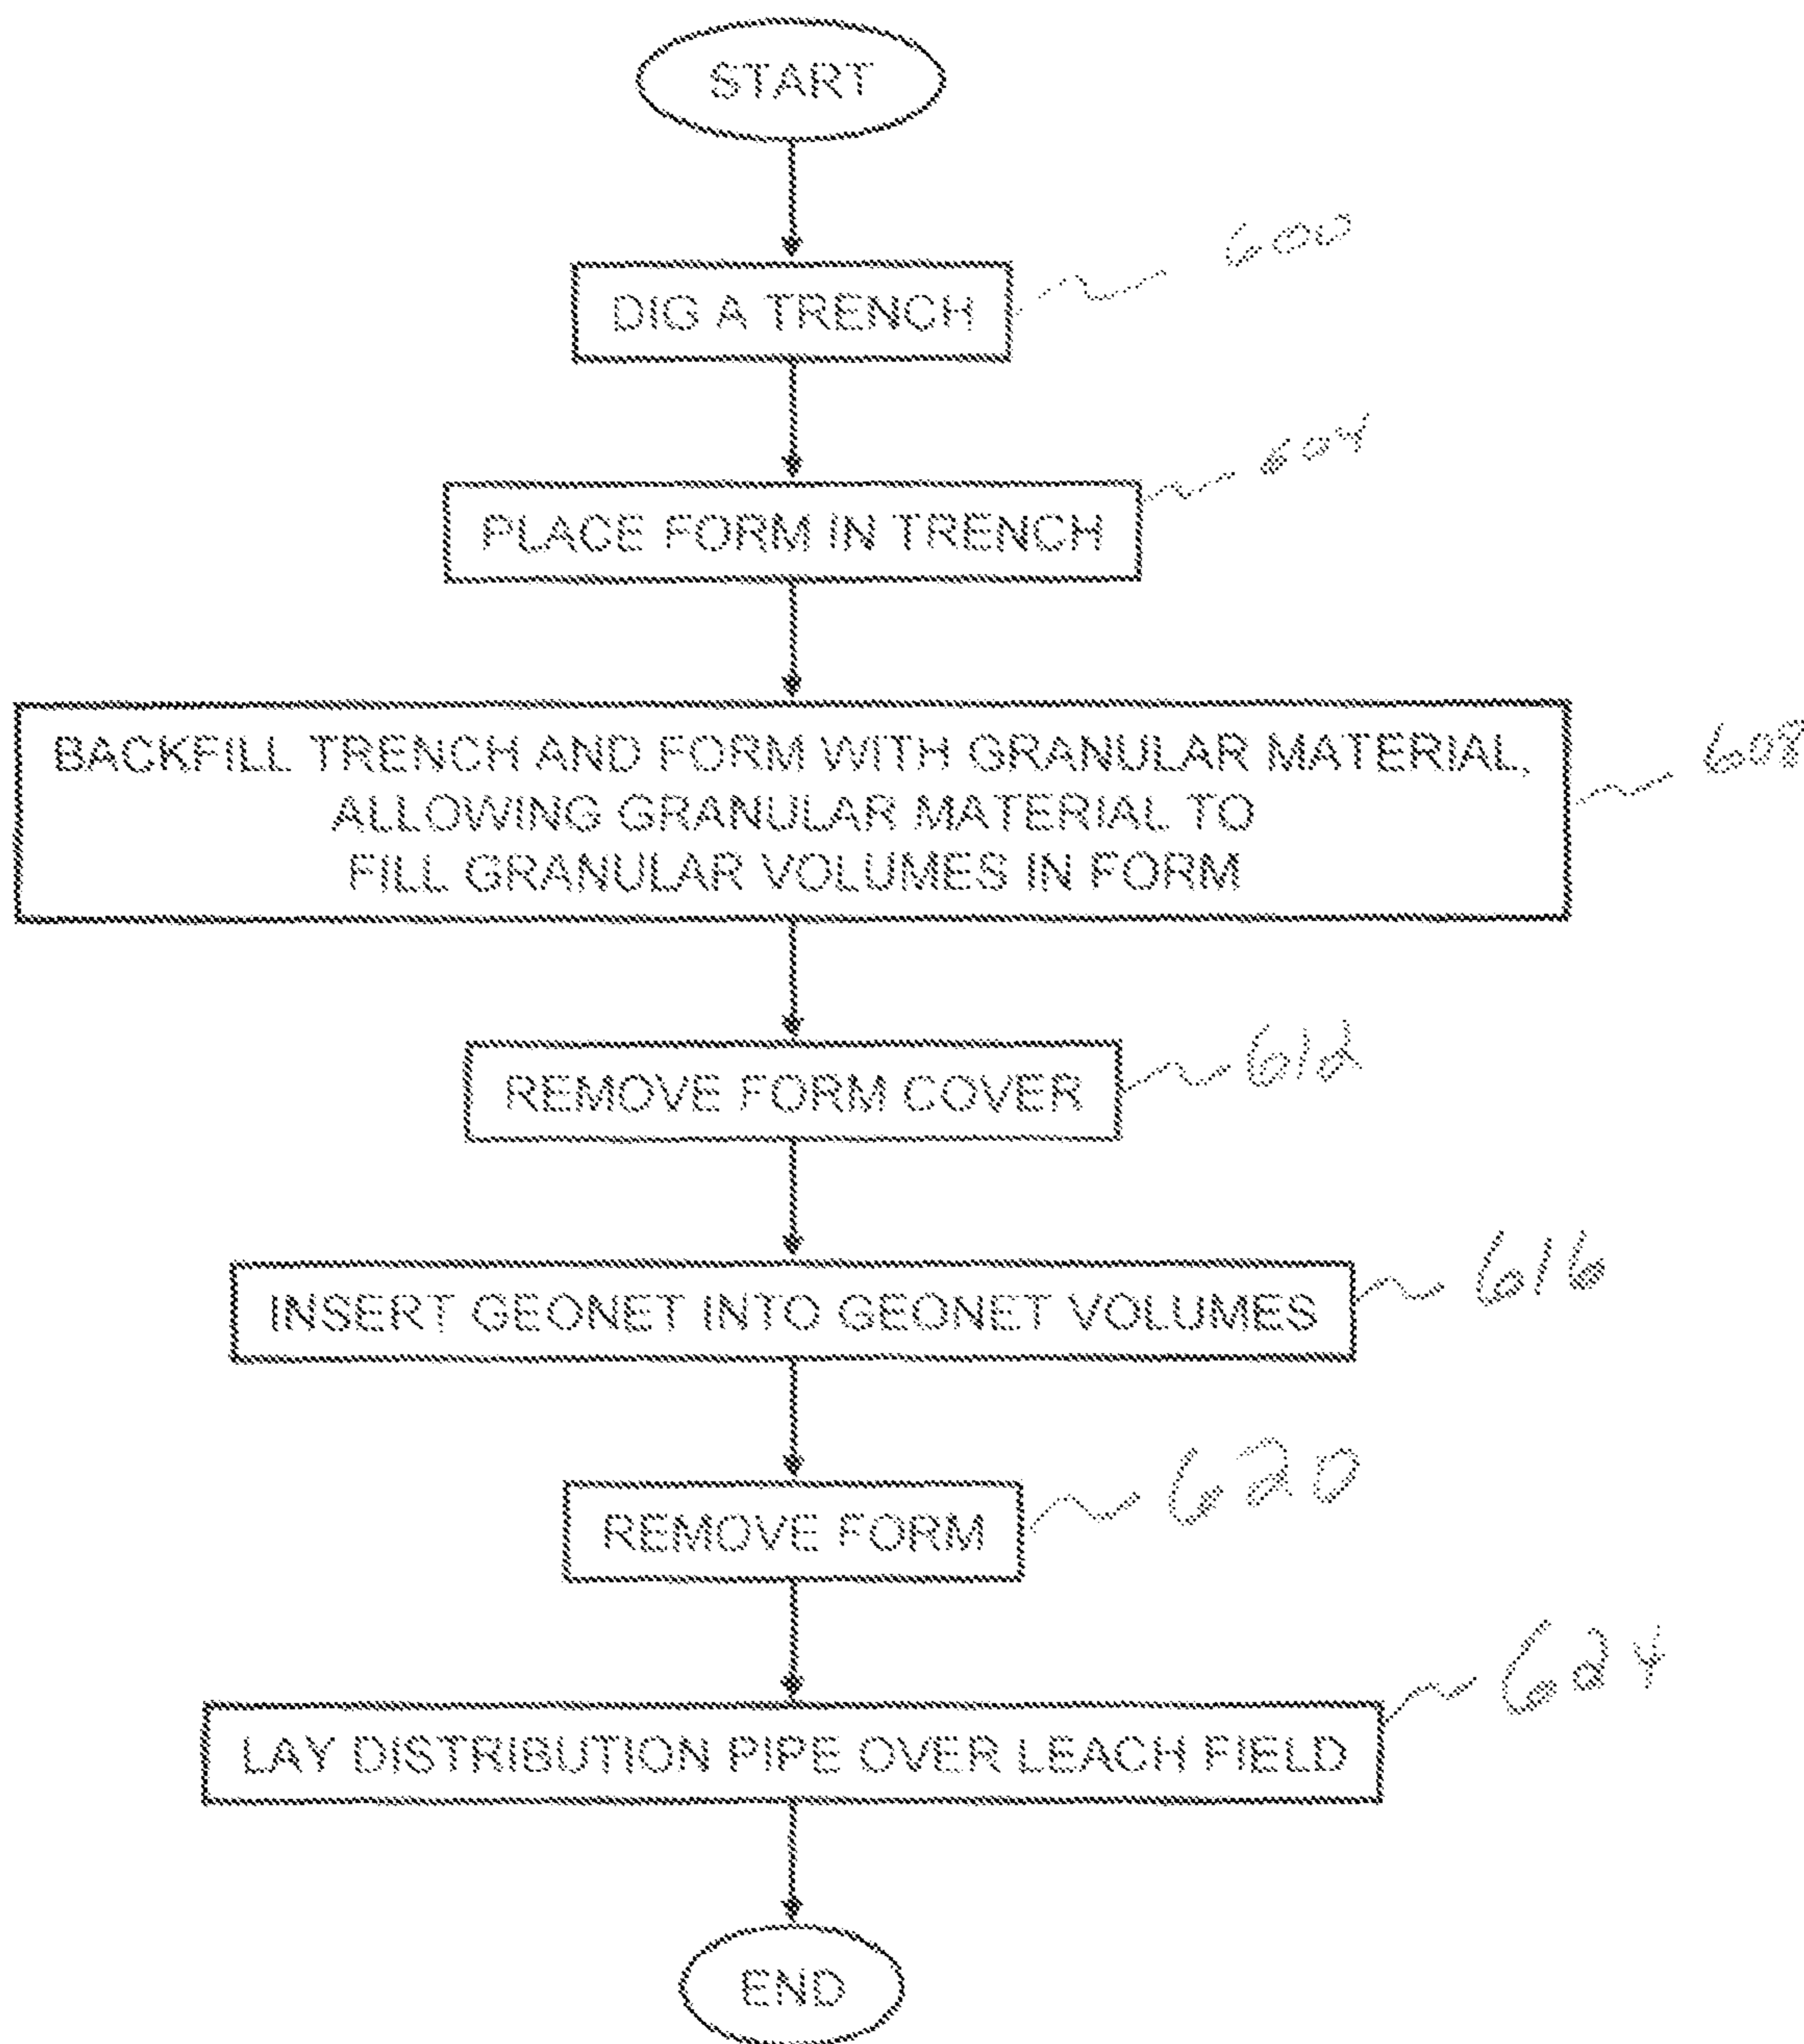 START
DIG A TRENCH
600
PLACE FORM IN TRENCH
604
BACKFILL TRENCH AND FORM WITH GRANULAR MATERIAL,
ALLOWING GRANULAR MATERIAL TO
FILL GRANULAR VOLUMES IN FORM
608
REMOVE FORM COVER
612
INSERT GEONET INTO GEONET VOLUMES
616
REMOVE FORM
620
LAY DISTRIBUTION PIPE OVER LEACH FIELD
624
END